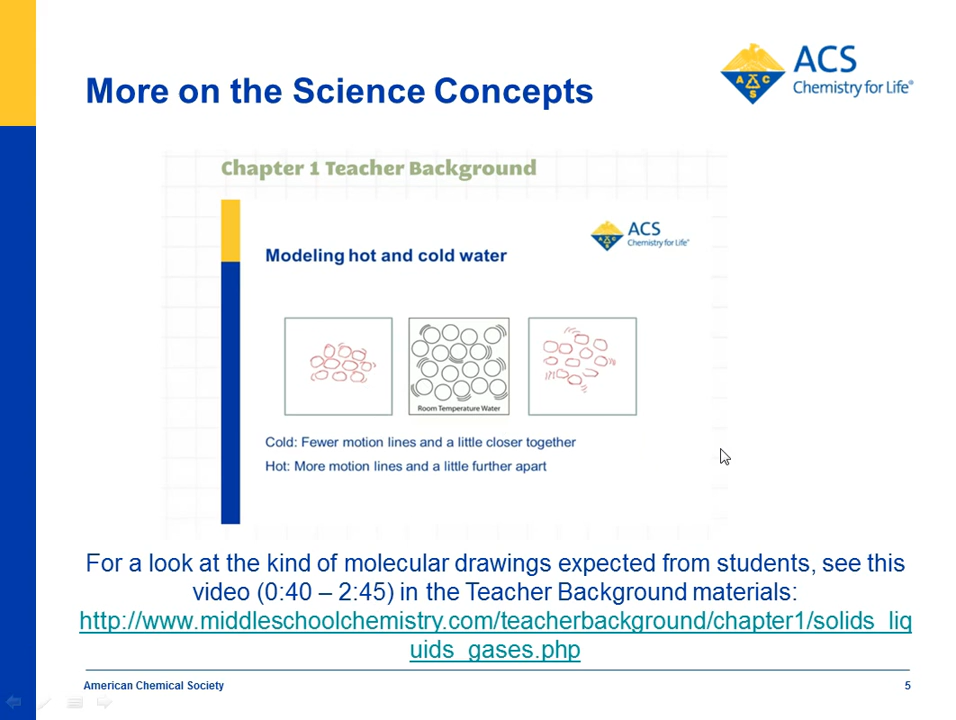 More on the Science Concepts
A C S
ACS
Chemistry for Life®
Chapter 1 Teacher Background
A C S
ACS
Chemistry for Life®
Modeling hot and cold water
Room Temperature Water
Cold: Fewer motion lines and a little closer together
Hot: More motion lines and a little further apart
For a look at the kind of molecular drawings expected from students, see this
video (0:40 – 2:45) in the Teacher Background materials:
http://www.middleschoolchemistry.com/teacherbackground/chapter1/solids_liq
uids_gases.php
American Chemical Society
5